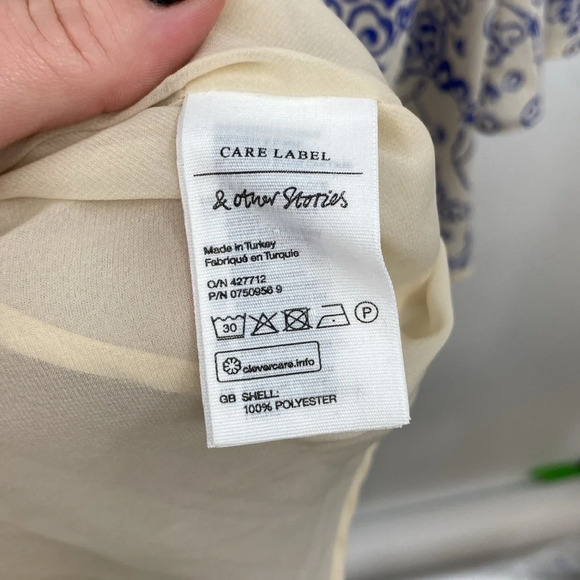 CARE LABEL
& other Stories
Made in Turkey
Fabriqué en Turquie
O/N 427712
P/N 0750956 9
30 P
clevercare.info
GB SHELL:
100% POLYESTER